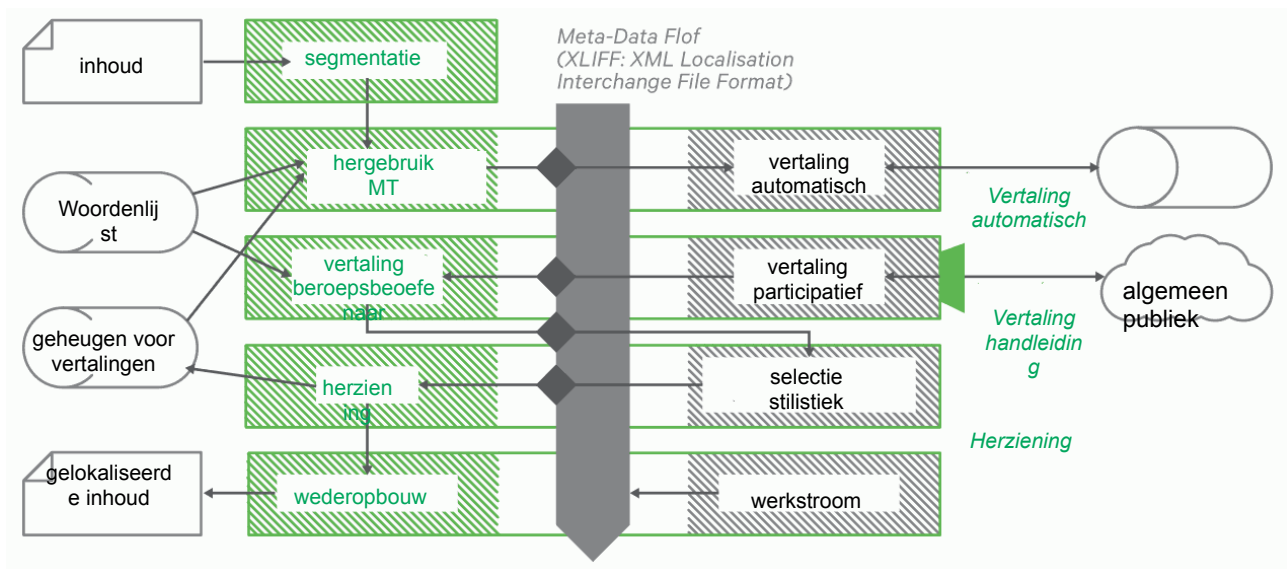 inhoud
segmentatie
Meta-Data Flof
(XLIFF: XML Localisation
Interchange File Format)
hergebruik
MT
vertaling
automatisch
Vertaling
automatisch
Woordenlij
st
vertaling
beroepsbeoefe
naar
vertaling
participatief
algemeen
publiek
Vertaling
handleidin
g
geheugen voor
vertalingen
herzien
ing
selectie
stilistiek
Herziening
gelokaliseerd
e inhoud
wederopbouw
werkstroom